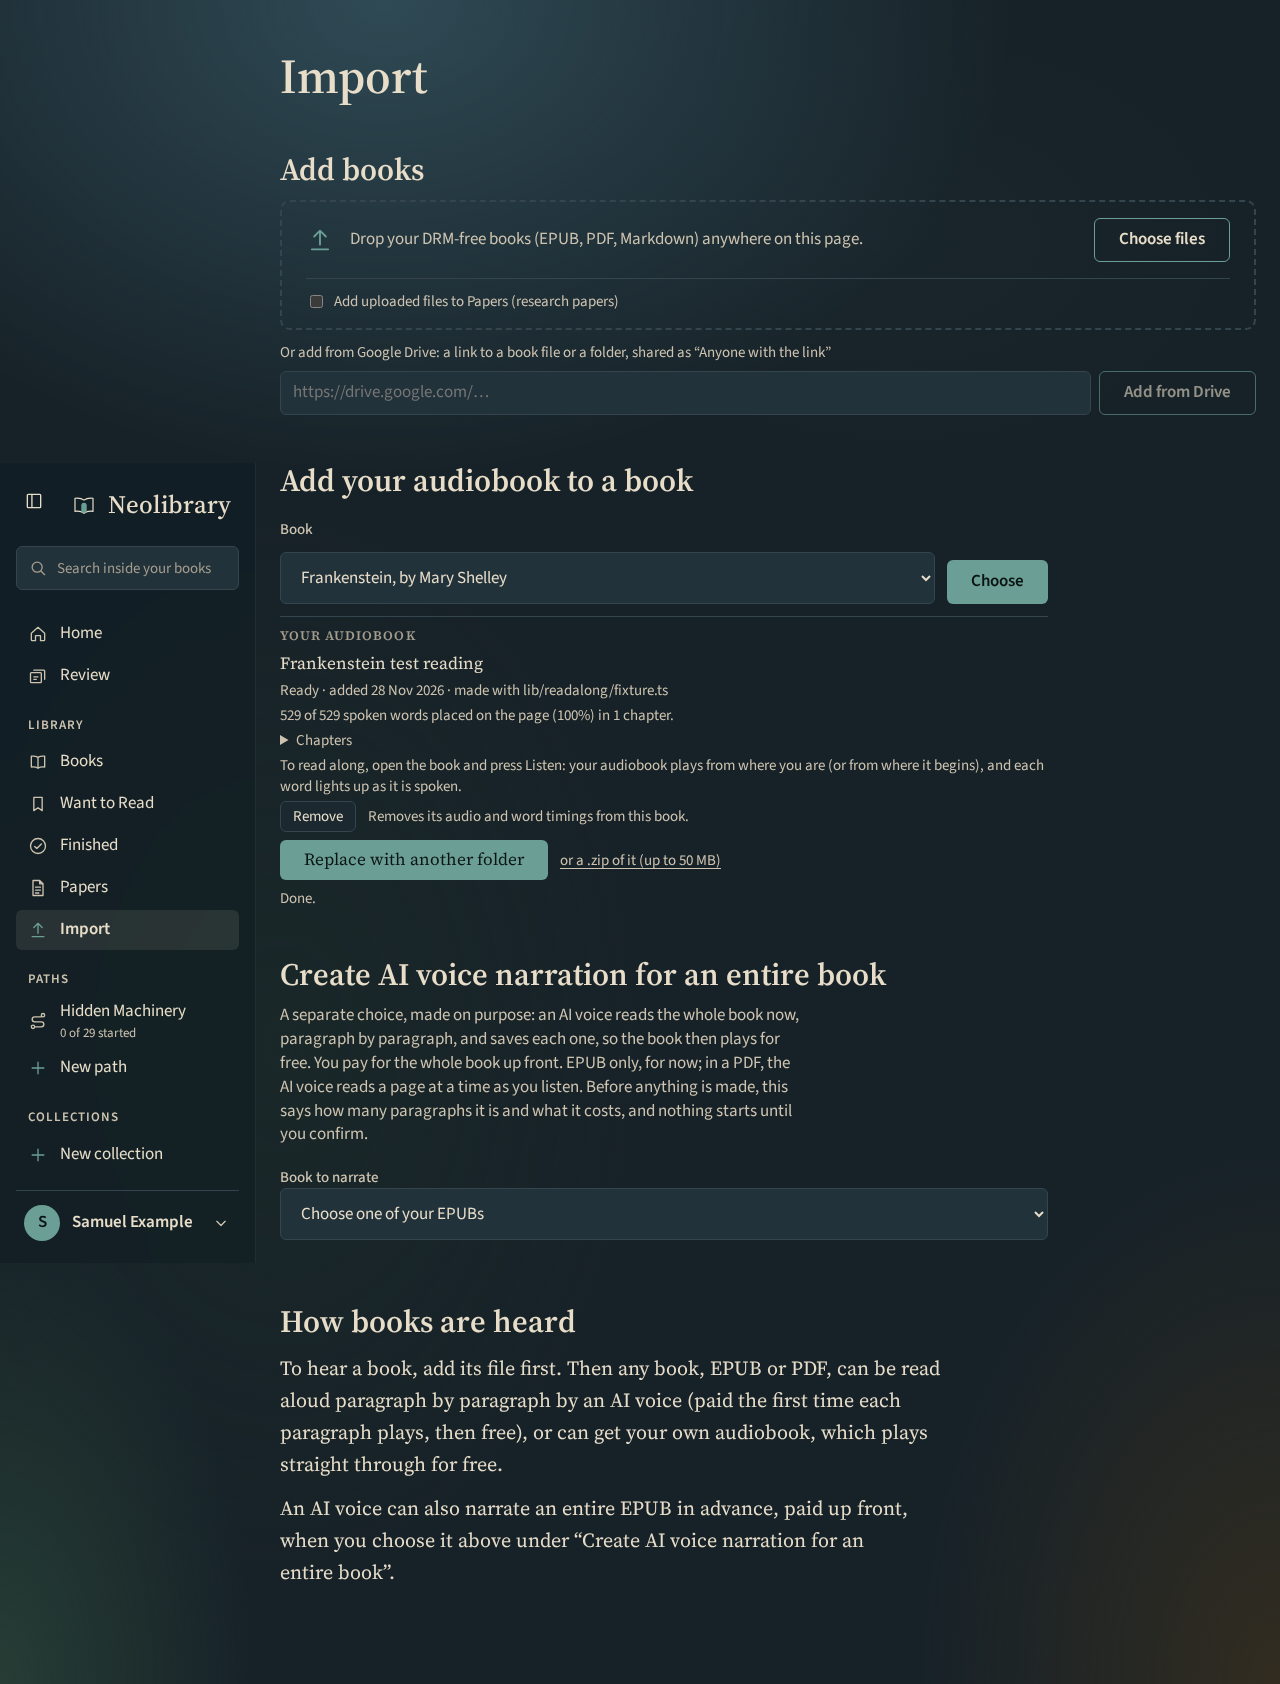 Import
Add books
Drop your DRM-free books (EPUB, PDF, Markdown) anywhere on this page.
Choose files
Add uploaded files to Papers (research papers)
Or add from Google Drive: a link to a book file or a folder, shared as “Anyone with the link”
https://drive.google.com/…
Add from Drive
Neolibrary
Search inside your books
Home
Review
LIBRARY
Books
Want to Read
Finished
Papers
Import
PATHS
Hidden Machinery
0 of 29 started
New path
COLLECTIONS
New collection
S
Samuel Example
Add your audiobook to a book
Book
Frankenstein, by Mary Shelley
Choose
YOUR AUDIOBOOK
Frankenstein test reading
Ready · added 28 Nov 2026 · made with lib/readalong/fixture.ts
529 of 529 spoken words placed on the page (100%) in 1 chapter.
Chapters
To read along, open the book and press Listen: your audiobook plays from where you are (or from where it begins), and each
word lights up as it is spoken.
Remove
Removes its audio and word timings from this book.
Replace with another folder
or a .zip of it (up to 50 MB)
Done.
Create AI voice narration for an entire book
A separate choice, made on purpose: an AI voice reads the whole book now,
paragraph by paragraph, and saves each one, so the book then plays for
free. You pay for the whole book up front. EPUB only, for now; in a PDF, the
AI voice reads a page at a time as you listen. Before anything is made, this
says how many paragraphs it is and what it costs, and nothing starts until
you confirm.
Book to narrate
Choose one of your EPUBs
How books are heard
To hear a book, add its file first. Then any book, EPUB or PDF, can be read
aloud paragraph by paragraph by an AI voice (paid the first time each
paragraph plays, then free), or can get your own audiobook, which plays
straight through for free.
An AI voice can also narrate an entire EPUB in advance, paid up front,
when you choose it above under “Create AI voice narration for an
entire book”.